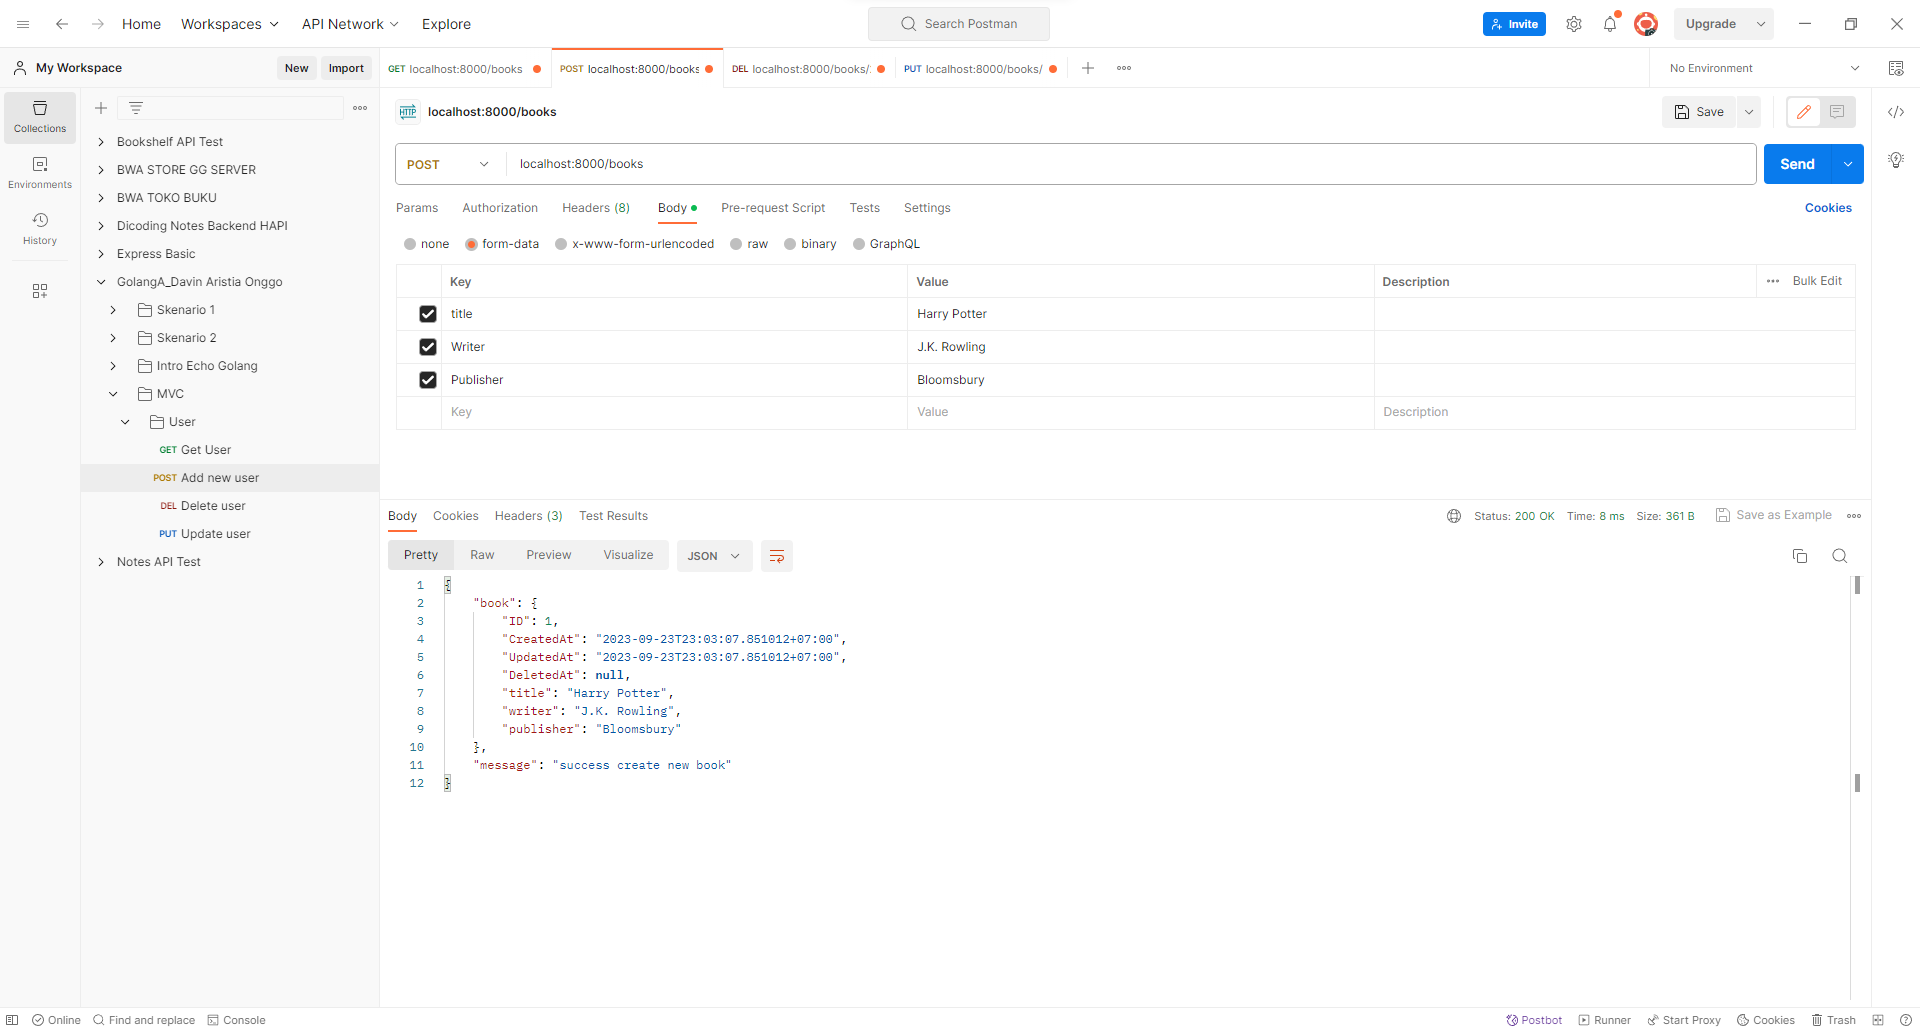 Home Workspaces API Network Explore Search Postman Invite Upgrade
My Workspace New Import GET localhost:8000/books POST localhost:8000/books DEL localhost:8000/books/ PUT localhost:8000/books/ No Environment
Collections
Environments
History
Bookshelf API Test
BWA STORE GG SERVER
BWA TOKO BUKU
Dicoding Notes Backend HAPI
Express Basic
GolangA_Davin Aristia Onggo
Skenario 1
Skenario 2
Intro Echo Golang
MVC
User
GET Get User
POST Add new user
DEL Delete user
PUT Update user
Notes API Test
HTTP localhost:8000/books Save
POST localhost:8000/books Send
Params Authorization Headers (8) Body Pre-request Script Tests Settings Cookies
none form-data x-www-form-urlencoded raw binary GraphQL
Key Value Description Bulk Edit
title Harry Potter
Writer J.K. Rowling
Publisher Bloomsbury
Key Value Description
Body Cookies Headers (3) Test Results Status: 200 OK Time: 8 ms Size: 361 B Save as Example
Pretty Raw Preview Visualize JSON
1 {
2 "book": {
3 "ID": 1,
4 "CreatedAt": "2023-09-23T23:03:07.851012+07:00",
5 "UpdatedAt": "2023-09-23T23:03:07.851012+07:00",
6 "DeletedAt": null,
7 "title": "Harry Potter",
8 "writer": "J.K. Rowling",
9 "publisher": "Bloomsbury"
10 },
11 "message": "success create new book"
12 }
Online Find and replace Console Postbot Runner Start Proxy Cookies Trash